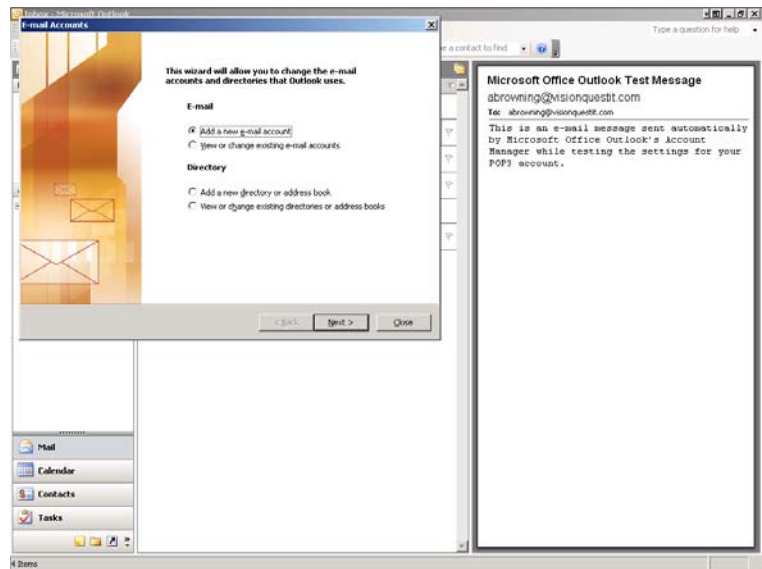 Inbox - Microsoft Outlook
E-mail Accounts
Type a question for help
a contact to find
This wizard will allow you to change the e-mail
accounts and directories that Outlook uses.
E-mail
Add a new e-mail account
View or change existing e-mail accounts
Directory
Add a new directory or address book
View or change existing directories or address books
< Back
Next >
Close
Microsoft Office Outlook Test Message
abrowning@visionquestit.com
To: abrowning@visionquestit.com
This is an e-mail message sent automatically
by Microsoft Office Outlook's Account
Manager while testing the settings for your
POP3 account.
Mail
Calendar
Contacts
Tasks
4 Items